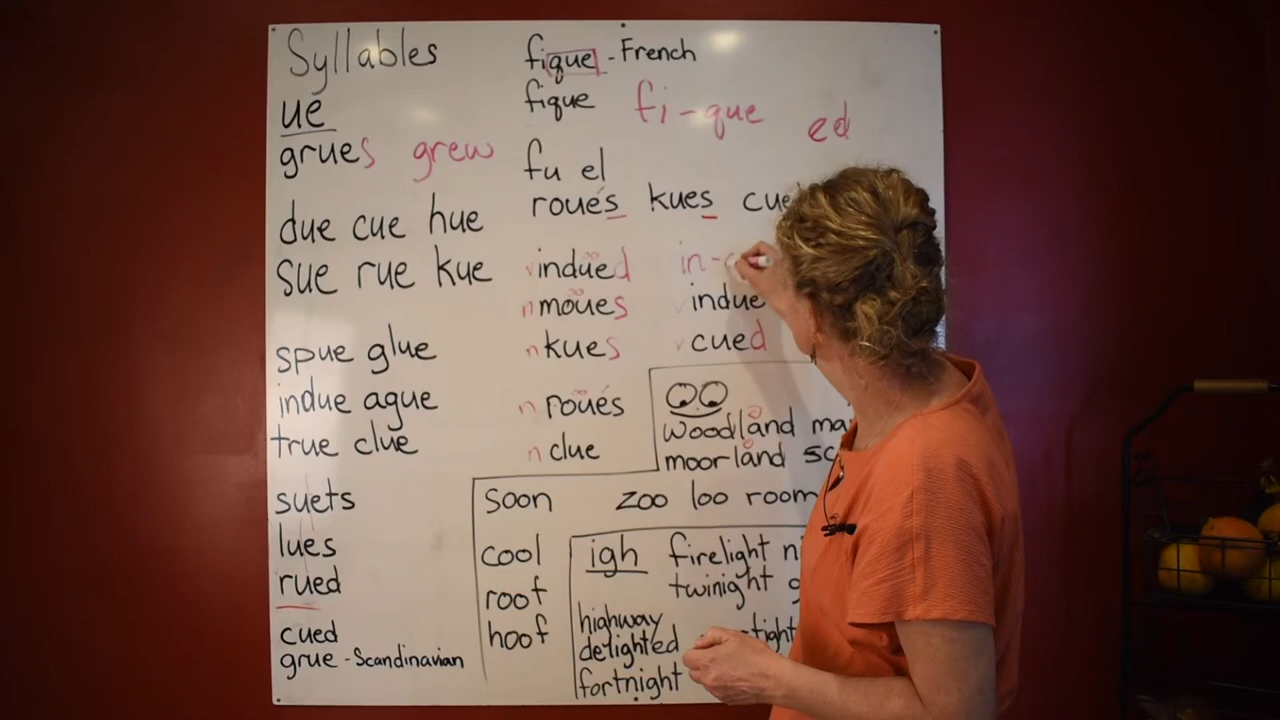 Syllables
ue
grues grew
due cue hue
sue rue kue
spue glue
indue ague
true clue
suets
lues
rued
cued
grue - Scandinavian
fique - French
fique fi-que ed
fu el
roués kues
v indued in-
n moues indue
n kues v cued
n roués
n clue
woodland
moorland
soon zoo loo room
cool
roof
hoof
igh firelight
twinight
highway
delighted
fortnight